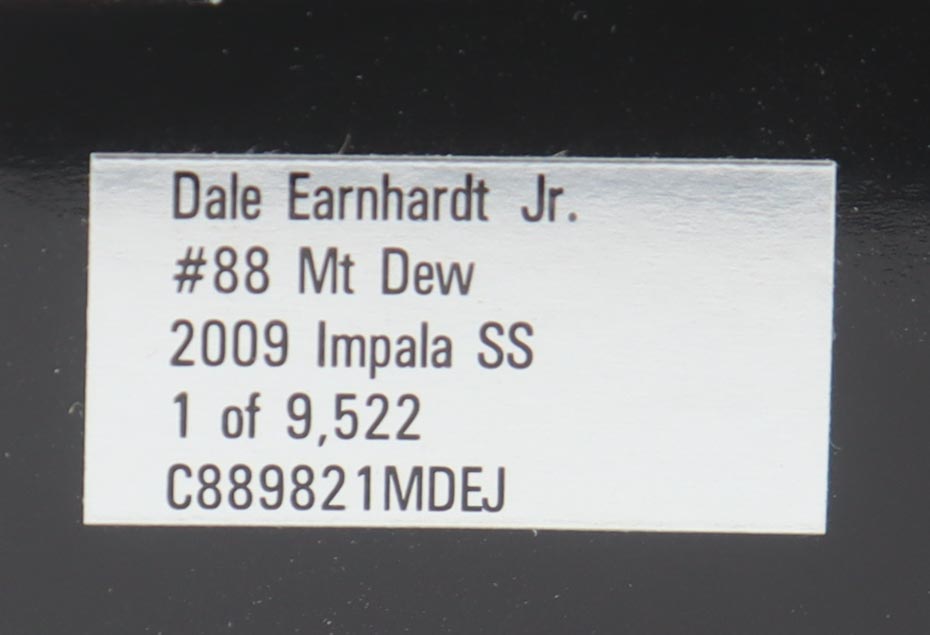 Dale Earnhardt Jr.
#88 Mt Dew
2009 Impala SS
1 of 9,522
C889821MDEJ